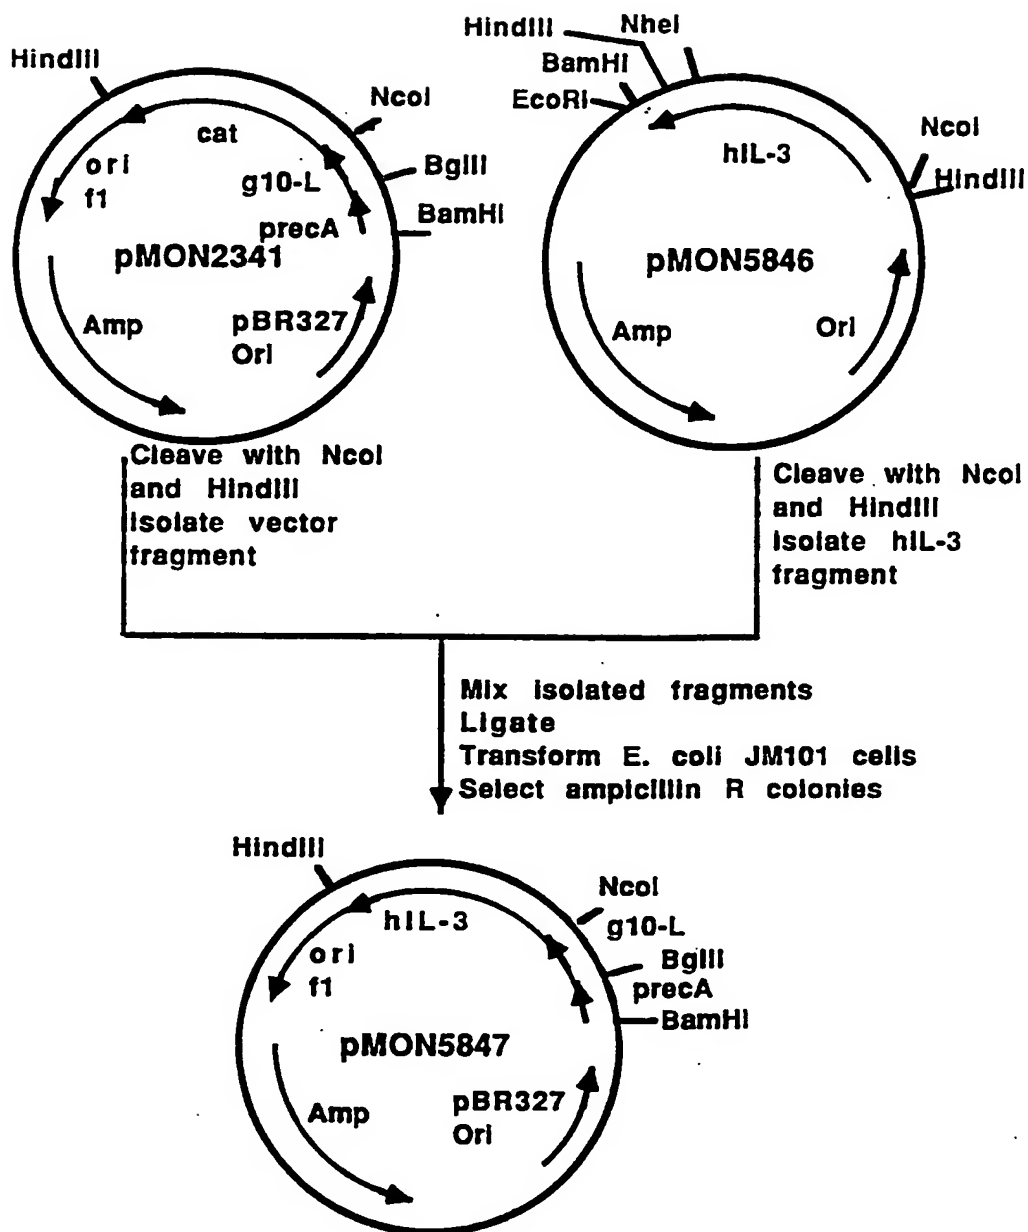 HindIII
NcoI
cat
BglII
g10-L
ori
f1
BamHI
precA
pMON2341
Amp
pBR327
Ori
HindIII
NheI
BamHI
EcoRI
NcoI
hIL-3
HindIII
pMON5846
Amp
Ori
Cleave with NcoI
and HindIII
Isolate vector
fragment
Cleave with NcoI
and HindIII
Isolate hIL-3
fragment
Mix isolated fragments
Ligate
Transform E. coli JM101 cells
Select ampicillin R colonies
HindIII
NcoI
hIL-3
g10-L
ori
f1
BglII
precA
BamHI
pMON5847
Amp
pBR327
Ori